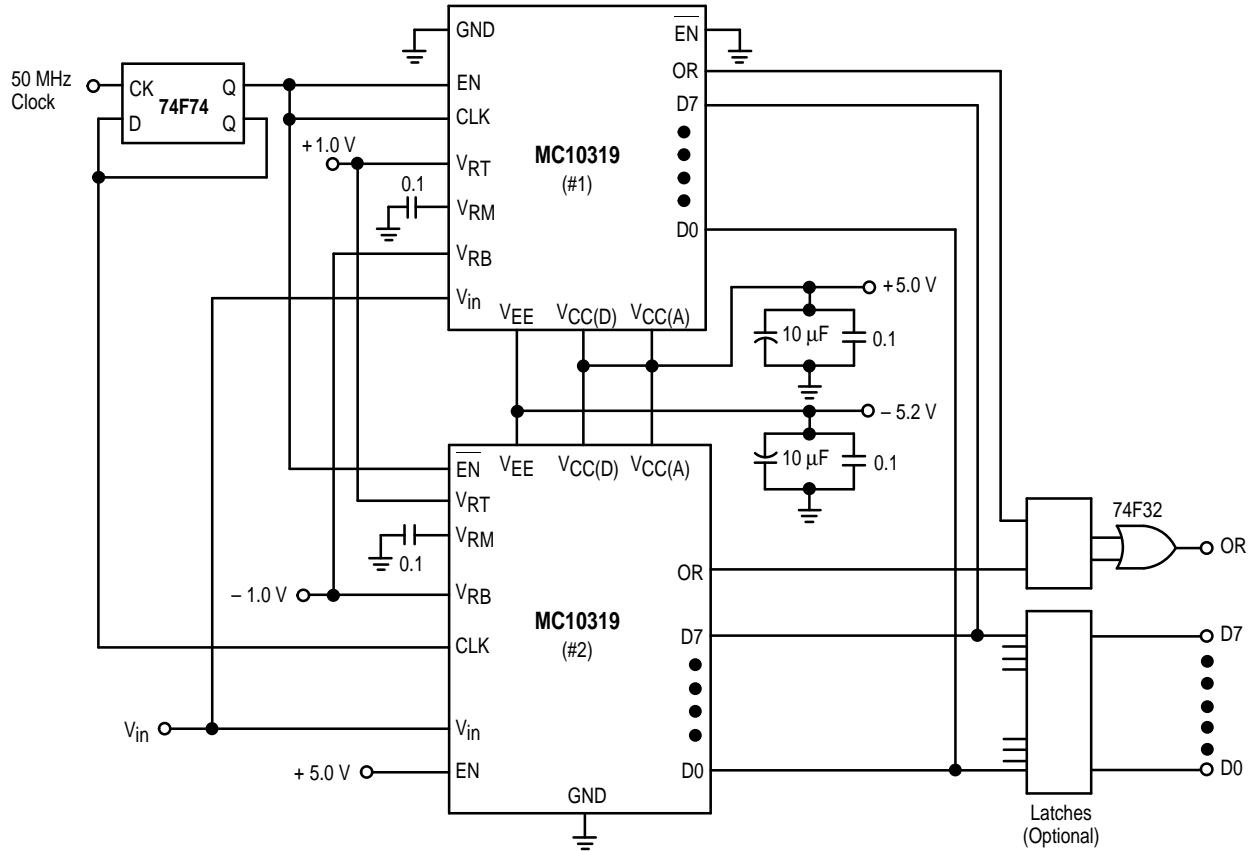 50 MHz
Clock
CK
Q
74F74
D
Q
GND
EN
CLK
+1.0 V
VRT
0.1
VRM
VRB
Vin
MC10319
(#1)
EN
OR
D7
D0
VEE
VCC(D)
VCC(A)
+5.0 V
10 µF
0.1
– 5.2 V
10 µF
0.1
EN
VEE
VCC(D)
VCC(A)
VRT
VRM
0.1
– 1.0 V
VRB
CLK
Vin
Vin
+ 5.0 V
EN
MC10319
(#2)
OR
D7
D0
GND
74F32
OR
D7
D0
Latches
(Optional)